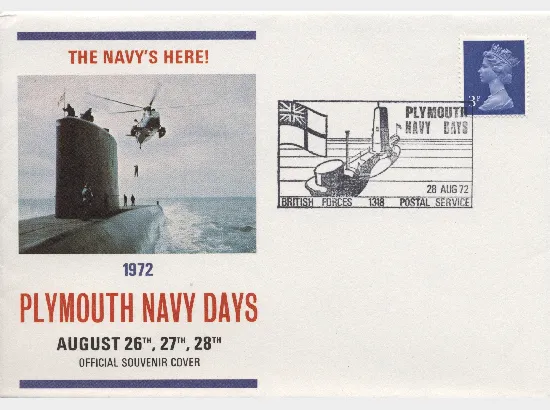 THE NAVY'S HERE!
1972
PLYMOUTH NAVY DAYS
AUGUST 26TH, 27TH, 28TH
OFFICIAL SOUVENIR COVER
PLYMOUTH
NAVY DAYS
28 AUG 72
BRITISH FORCES 1318 POSTAL SERVICE
3P